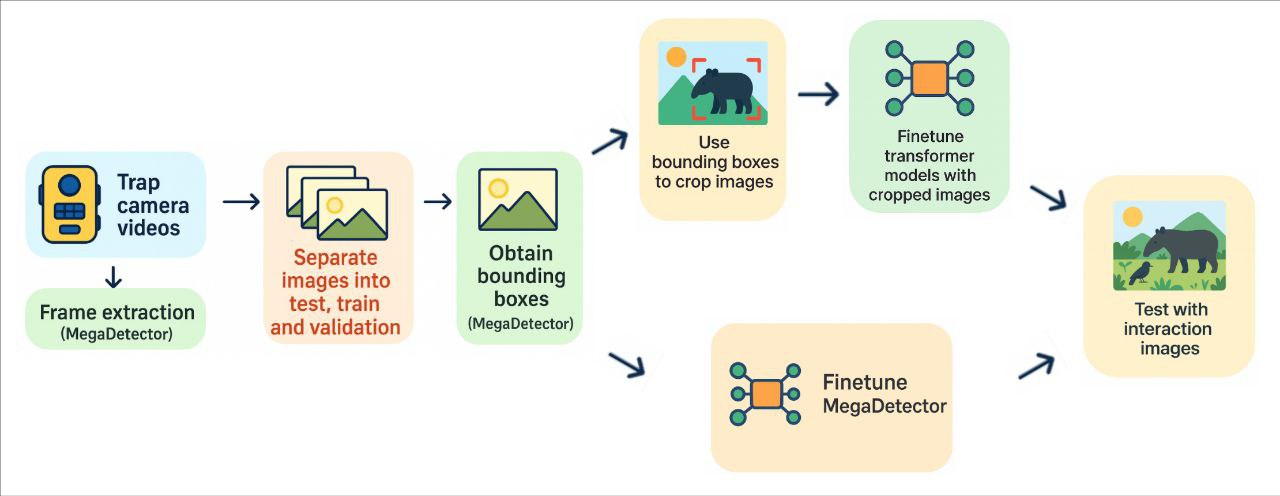 Trap
camera
videos
Frame extraction
(MegaDetector)
Separate
images into
test, train
and validation
Obtain
bounding
boxes
(MegaDetector)
Use
bounding boxes
to crop images
Finetune
transformer
models with
cropped images
Finetune
MegaDetector
Test with
interaction
images